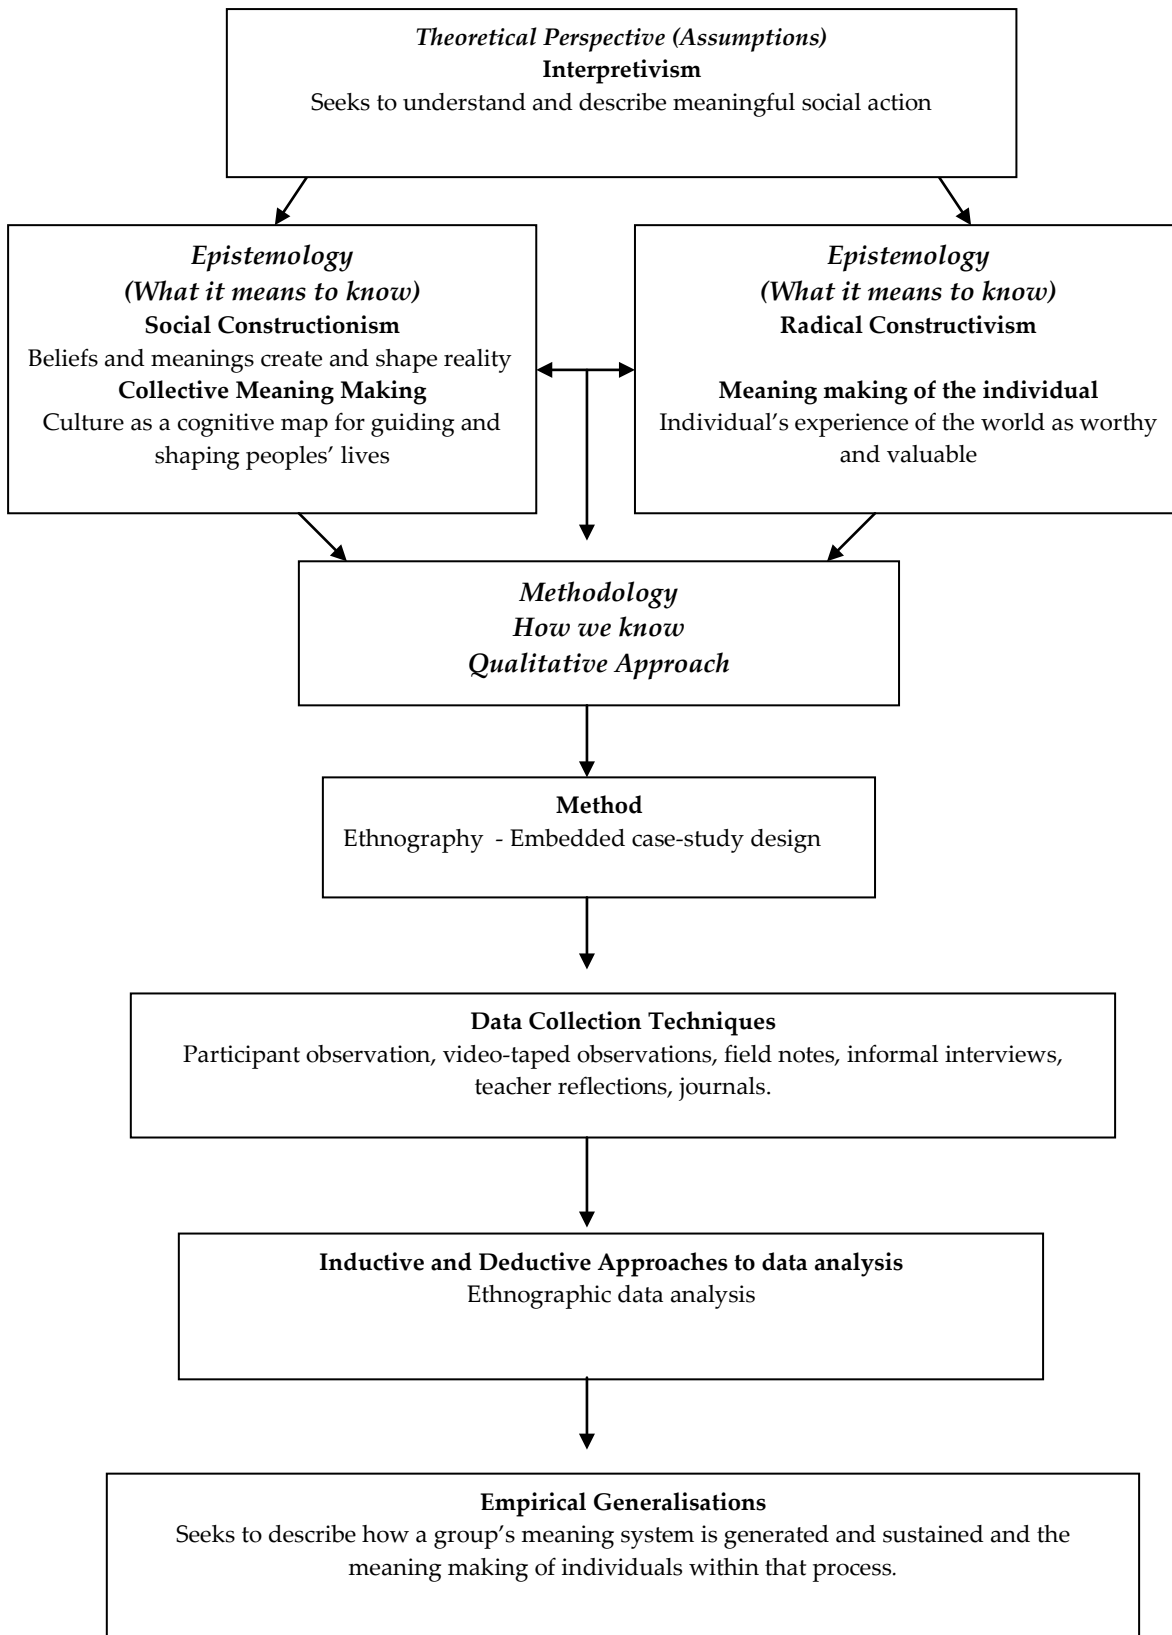 Theoretical Perspective (Assumptions)
Interpretivism
Seeks to understand and describe meaningful social action
Epistemology
(What it means to know)
Social Constructionism
Beliefs and meanings create and shape reality
Collective Meaning Making
Culture as a cognitive map for guiding and
shaping peoples’ lives
Epistemology
(What it means to know)
Radical Constructivism
Meaning making of the individual
Individual’s experience of the world as worthy
and valuable
Methodology
How we know
Qualitative Approach
Method
Ethnography - Embedded case-study design
Data Collection Techniques
Participant observation, video-taped observations, field notes, informal interviews,
teacher reflections, journals.
Inductive and Deductive Approaches to data analysis
Ethnographic data analysis
Empirical Generalisations
Seeks to describe how a group’s meaning system is generated and sustained and the
meaning making of individuals within that process.